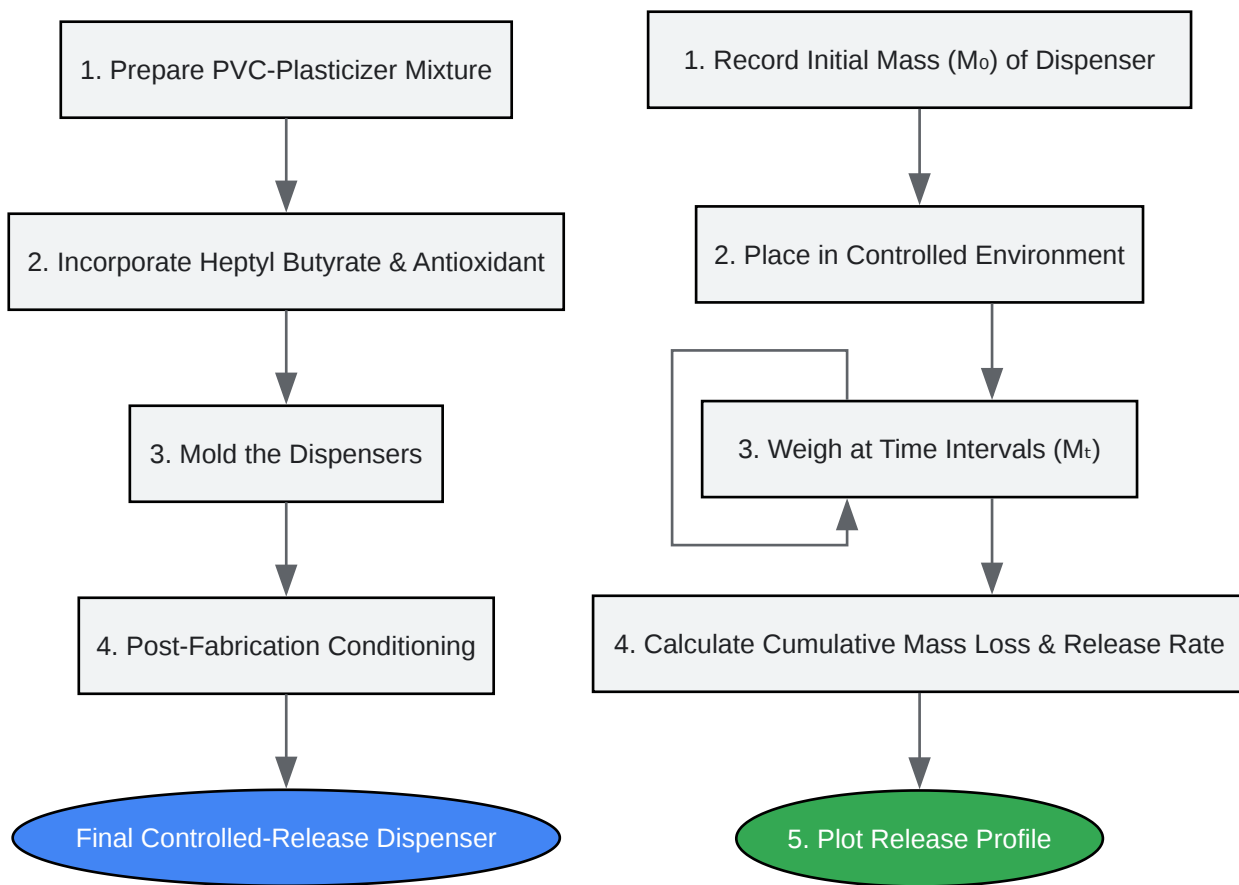 1. Prepare PVC-Plasticizer Mixture
2. Incorporate Heptyl Butyrate & Antioxidant
3. Mold the Dispensers
4. Post-Fabrication Conditioning
Final Controlled-Release Dispenser
1. Record Initial Mass (M₀) of Dispenser
2. Place in Controlled Environment
3. Weigh at Time Intervals (Mₜ)
4. Calculate Cumulative Mass Loss & Release Rate
5. Plot Release Profile